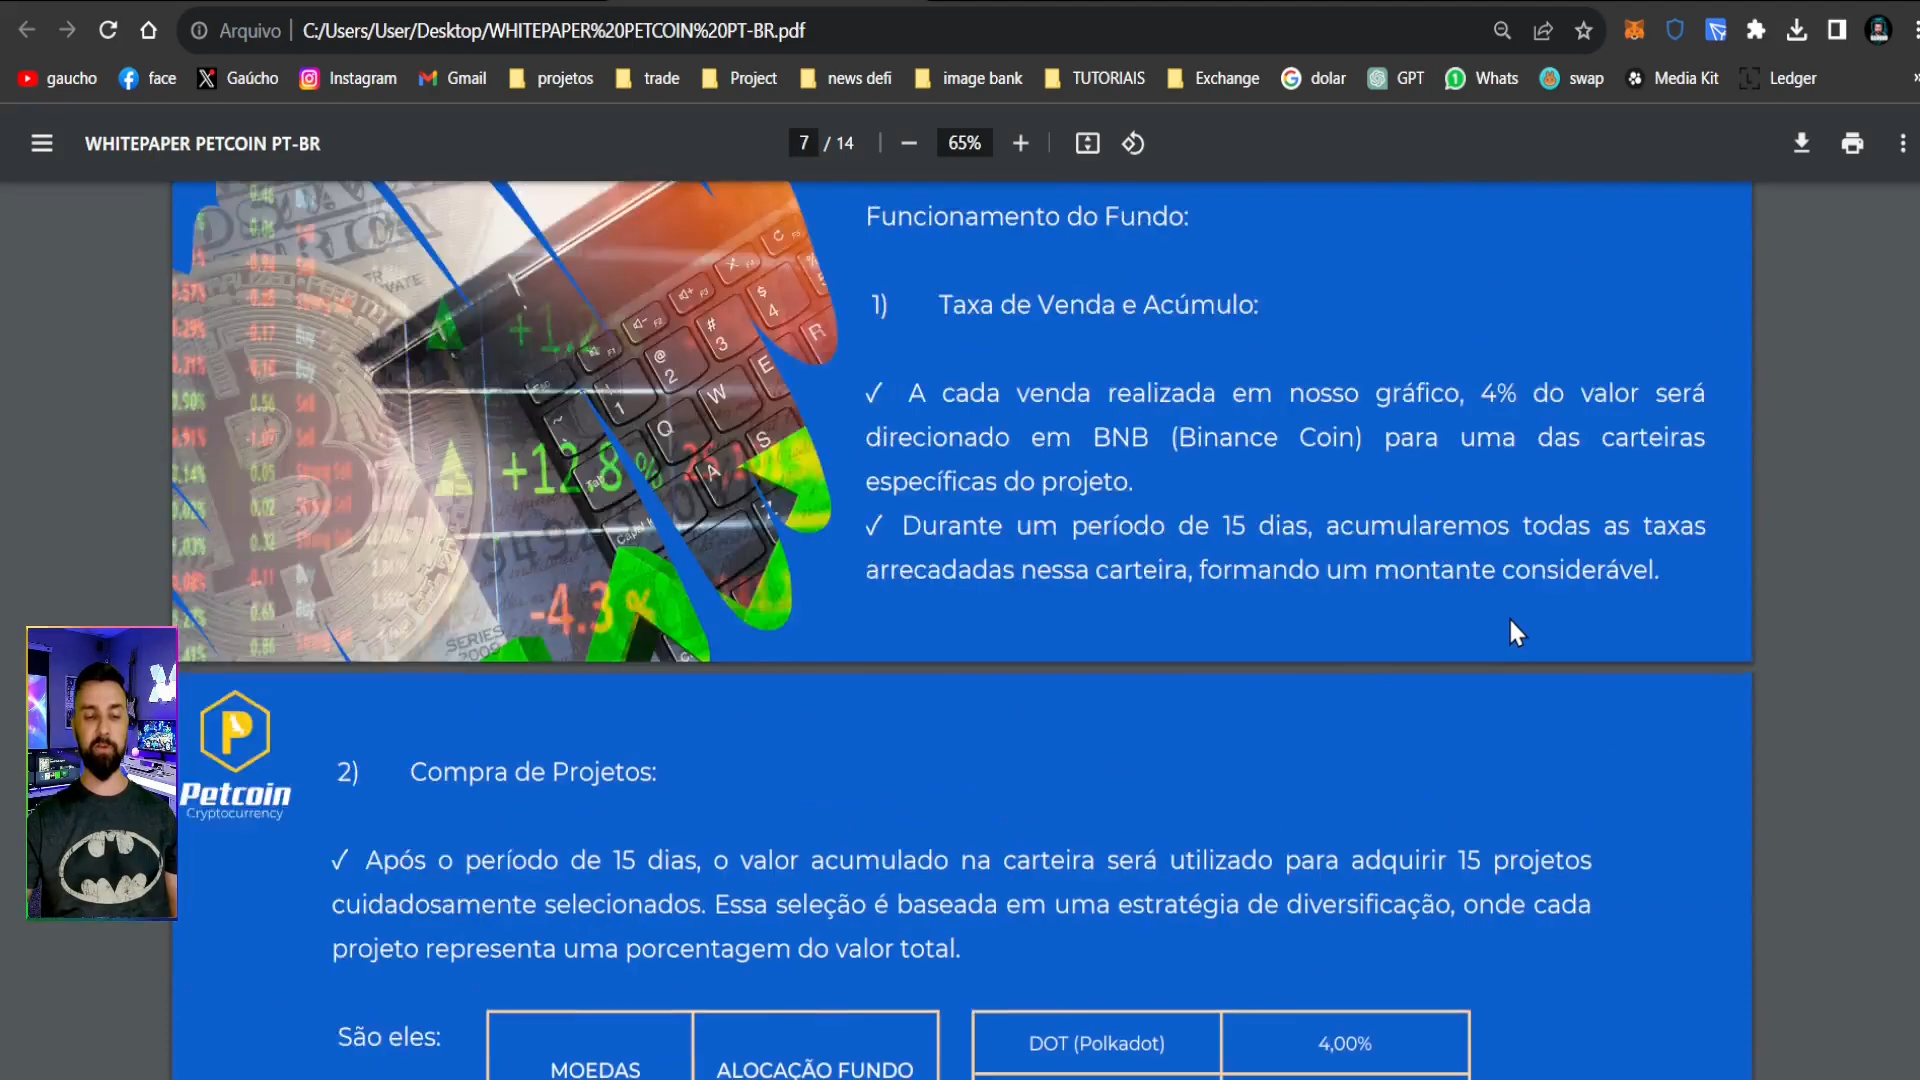 Arquivo C:/Users/User/Desktop/WHITEPAPER%20PETCOIN%20PT-BR.pdf
gaucho face Gaúcho Instagram Gmail projetos trade Project news defi image bank TUTORIAIS Exchange dolar GPT Whats swap Media Kit Ledger »
WHITEPAPER PETCOIN PT-BR 7 / 14 65%
Funcionamento do Fundo:
1) Taxa de Venda e Acúmulo:
✓ A cada venda realizada em nosso gráfico, 4% do valor será
direcionado em BNB (Binance Coin) para uma das carteiras
específicas do projeto.
✓ Durante um período de 15 dias, acumularemos todas as taxas
arrecadadas nessa carteira, formando um montante considerável.
+12.8%
-4.3%
SERIES
2009
Petcoin
Cryptocurrency
2) Compra de Projetos:
✓ Após o período de 15 dias, o valor acumulado na carteira será utilizado para adquirir 15 projetos
cuidadosamente selecionados. Essa seleção é baseada em uma estratégia de diversificação, onde cada
projeto representa uma porcentagem do valor total.
São eles:
MOEDAS ALOCAÇÃO FUNDO
DOT (Polkadot) 4,00%